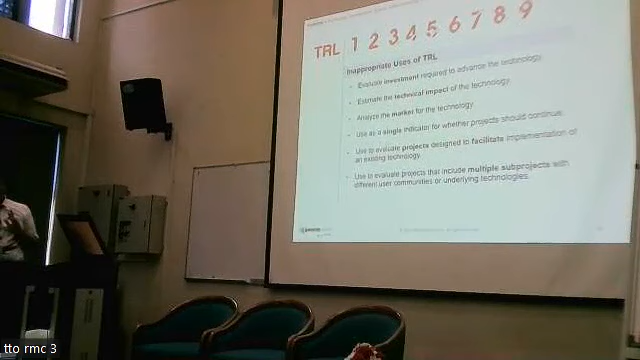 TRL 1 2 3 4 5 6 7 8 9
Inappropriate Uses of TRL
• Evaluate investment required to advance the technology.
• Estimate the technical impact of the technology.
• Analyze the market for the technology.
• Use as a single indicator for whether projects should continue.
• Use to evaluate projects designed to facilitate implementation of
an existing technology.
• Use to evaluate projects that include multiple subprojects with
different user communities or underlying technologies.
tto rmc 3